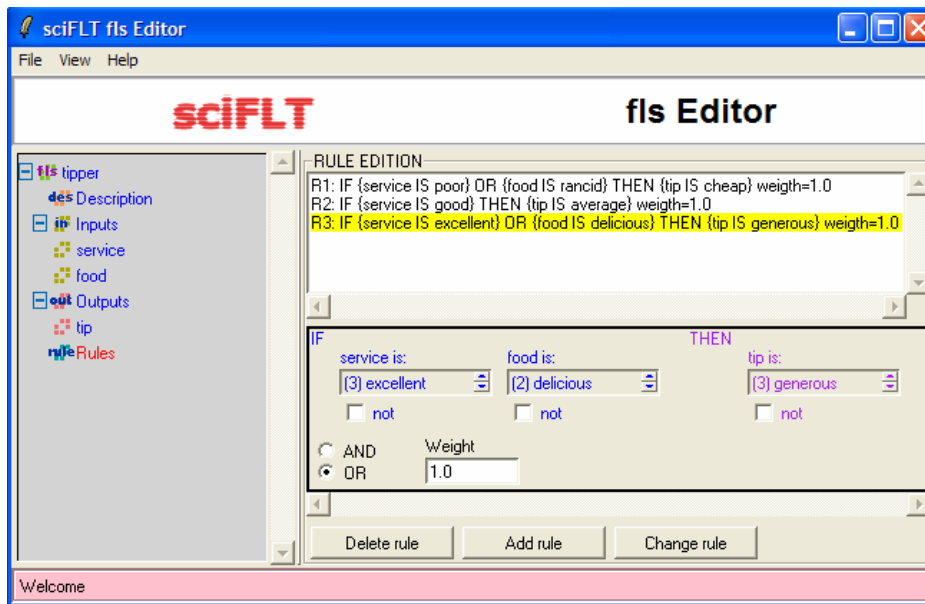 sciFLT fls Editor
File View Help
sciFLT fls Editor
fls tipper
des Description
in Inputs
service
food
out Outputs
tip
rule Rules
RULE EDITION
R1: IF {service IS poor} OR {food IS rancid} THEN {tip IS cheap} weigth=1.0
R2: IF {service IS good} THEN {tip IS average} weigth=1.0
R3: IF {service IS excellent} OR {food IS delicious} THEN {tip IS generous} weigth=1.0
IF THEN
service is: food is: tip is:
(3) excellent (2) delicious (3) generous
not not not
AND Weight
OR 1.0
Delete rule Add rule Change rule
Welcome